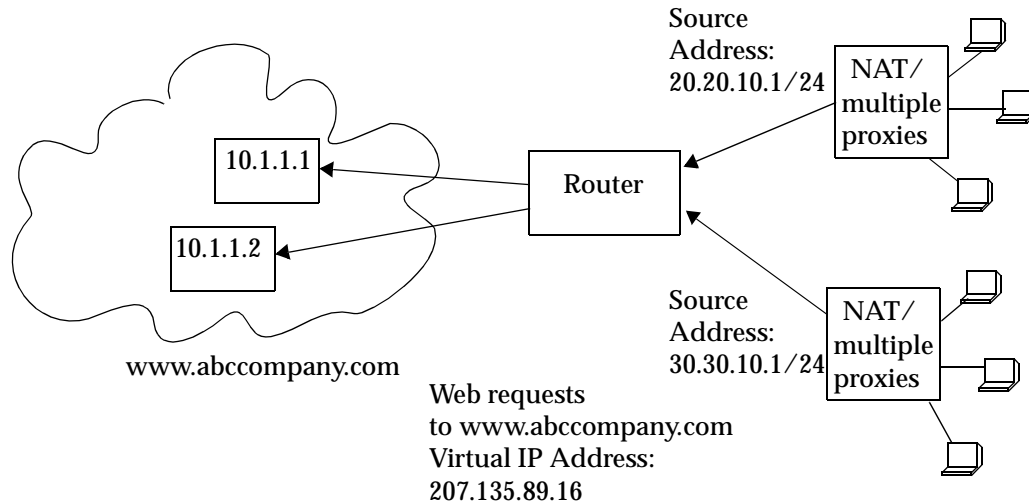 Source
Address:
20.20.10.1/24
NAT/
multiple
proxies
10.1.1.1
Router
10.1.1.2
www.abccompany.com
Source
Address:
30.30.10.1/24
NAT/
multiple
proxies
Web requests
to www.abccompany.com
Virtual IP Address:
207.135.89.16